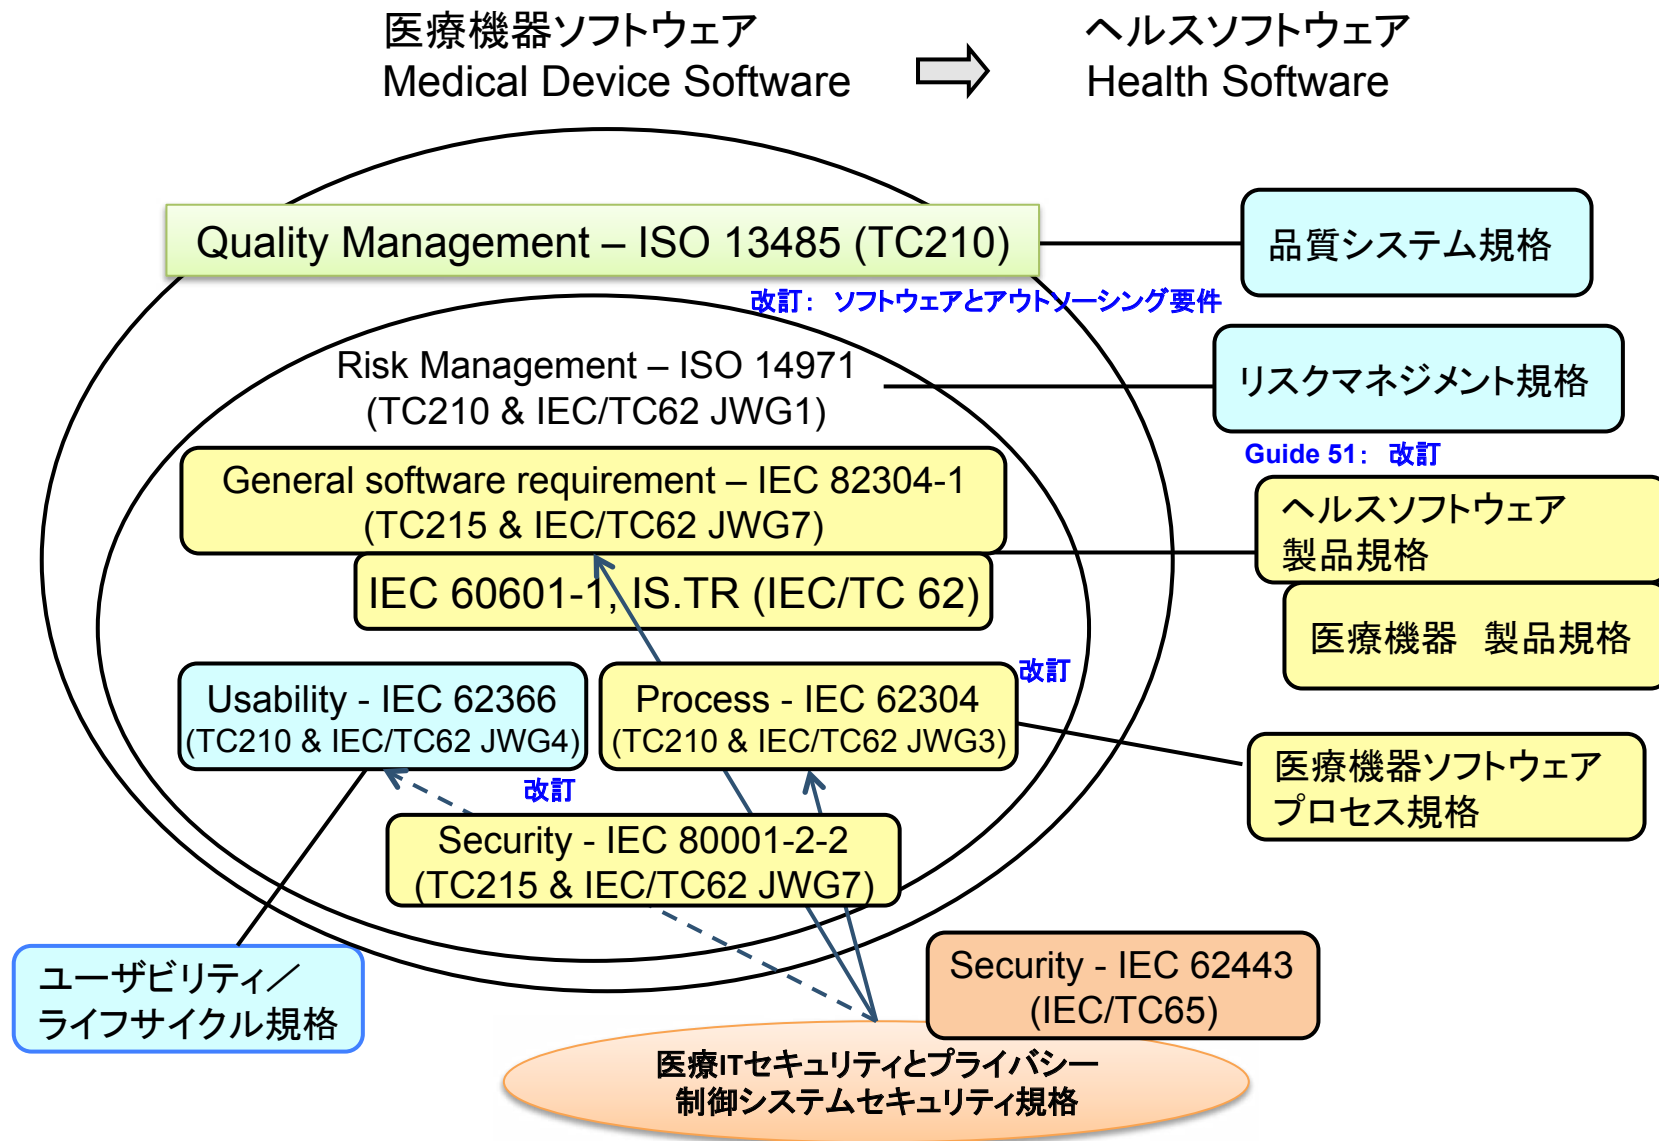 医療機器ソフトウェア
Medical Device Software
ヘルスソフトウェア
Health Software
Quality Management – ISO 13485 (TC210)
品質システム規格
改訂： ソフトウェアとアウトソーシング要件
Risk Management – ISO 14971
(TC210 & IEC/TC62 JWG1)
リスクマネジメント規格
Guide 51： 改訂
General software requirement – IEC 82304-1
(TC215 & IEC/TC62 JWG7)
ヘルスソフトウェア
製品規格
IEC 60601-1, IS.TR (IEC/TC 62)
医療機器 製品規格
改訂
Usability - IEC 62366
(TC210 & IEC/TC62 JWG4)
Process - IEC 62304
(TC210 & IEC/TC62 JWG3)
医療機器ソフトウェア
プロセス規格
改訂
Security - IEC 80001-2-2
(TC215 & IEC/TC62 JWG7)
ユーザビリティ／
ライフサイクル規格
Security - IEC 62443
(IEC/TC65)
医療ITセキュリティとプライバシー
制御システムセキュリティ規格